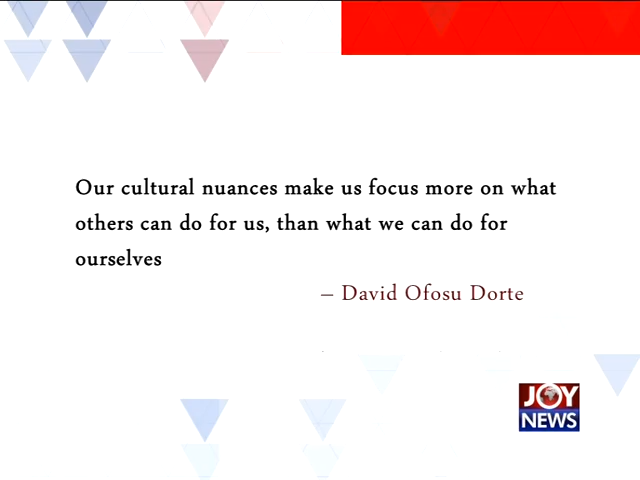 Our cultural nuances make us focus more on what
others can do for us, than what we can do for
ourselves
– David Ofosu Dorte
JOY
NEWS